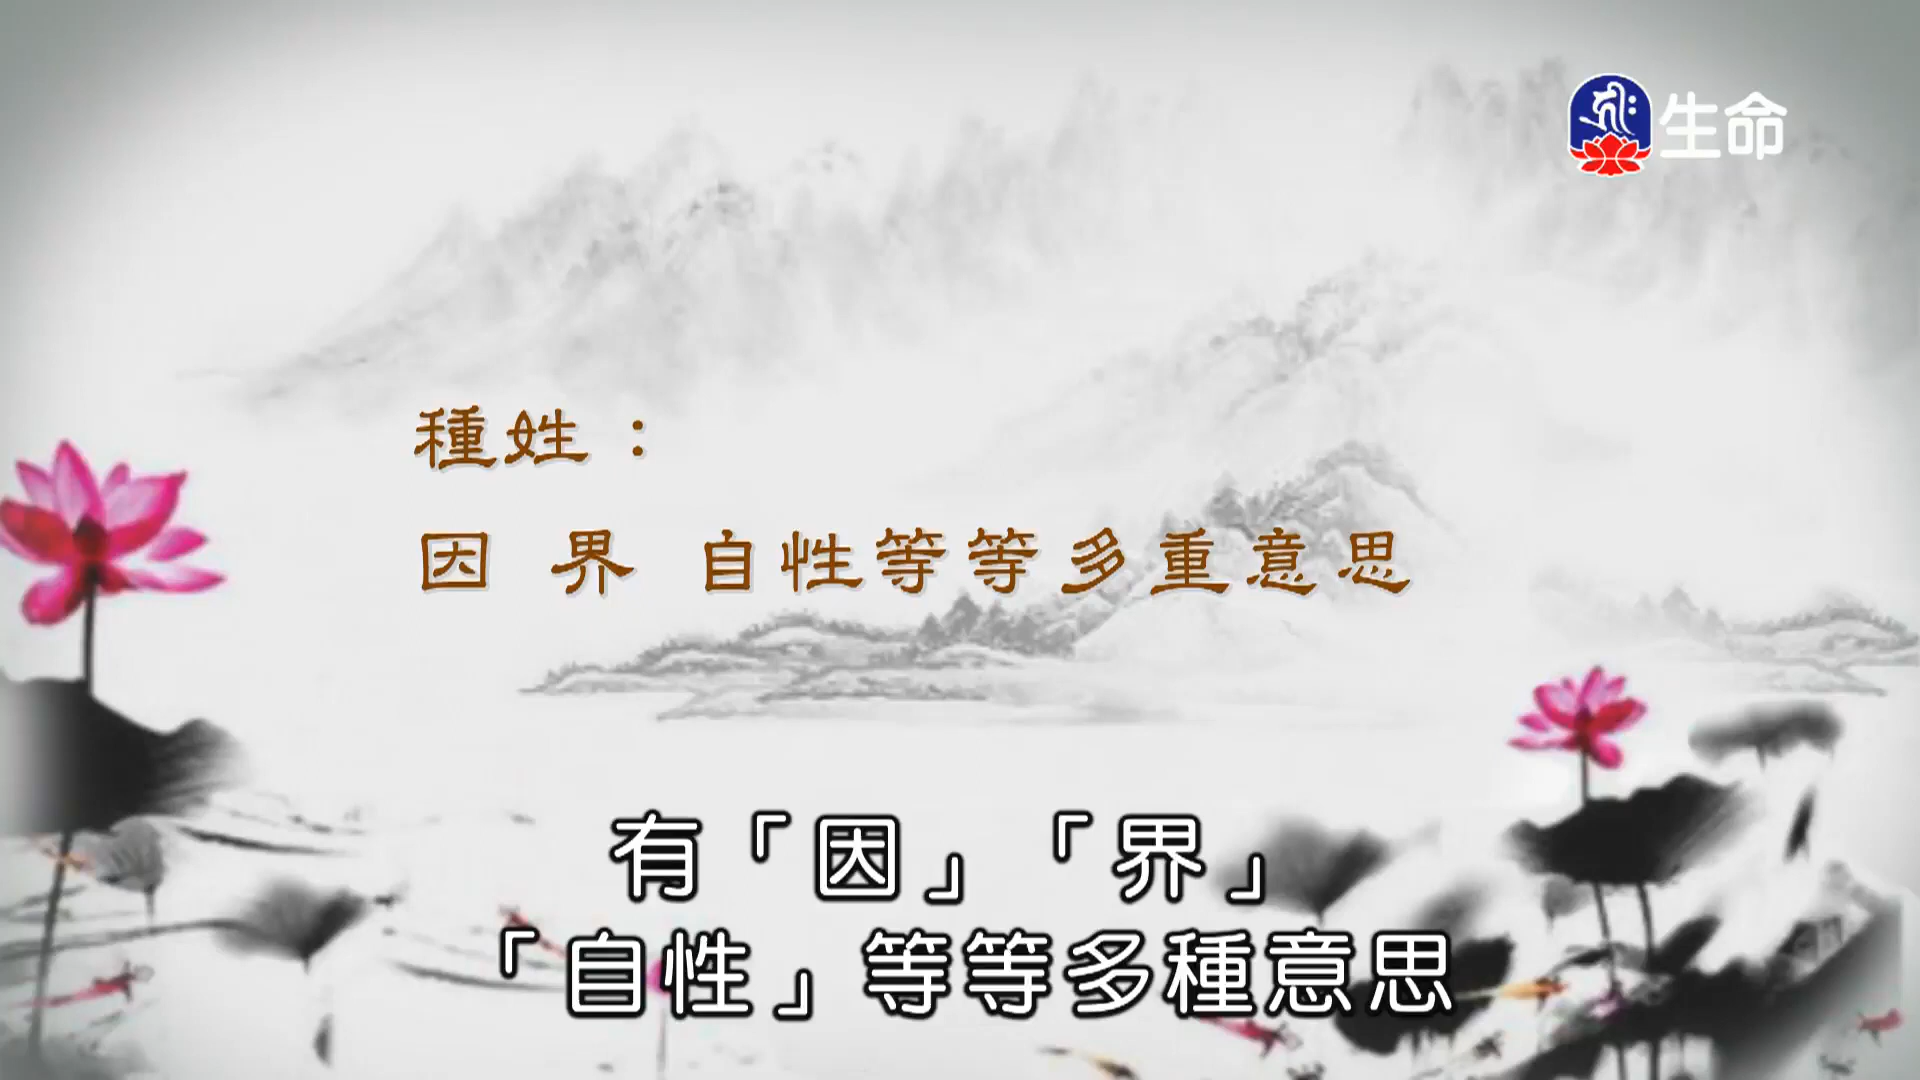 生命
種姓：
因 界 自性等等多重意思
有「因」「界」
「自性」等等多種意思